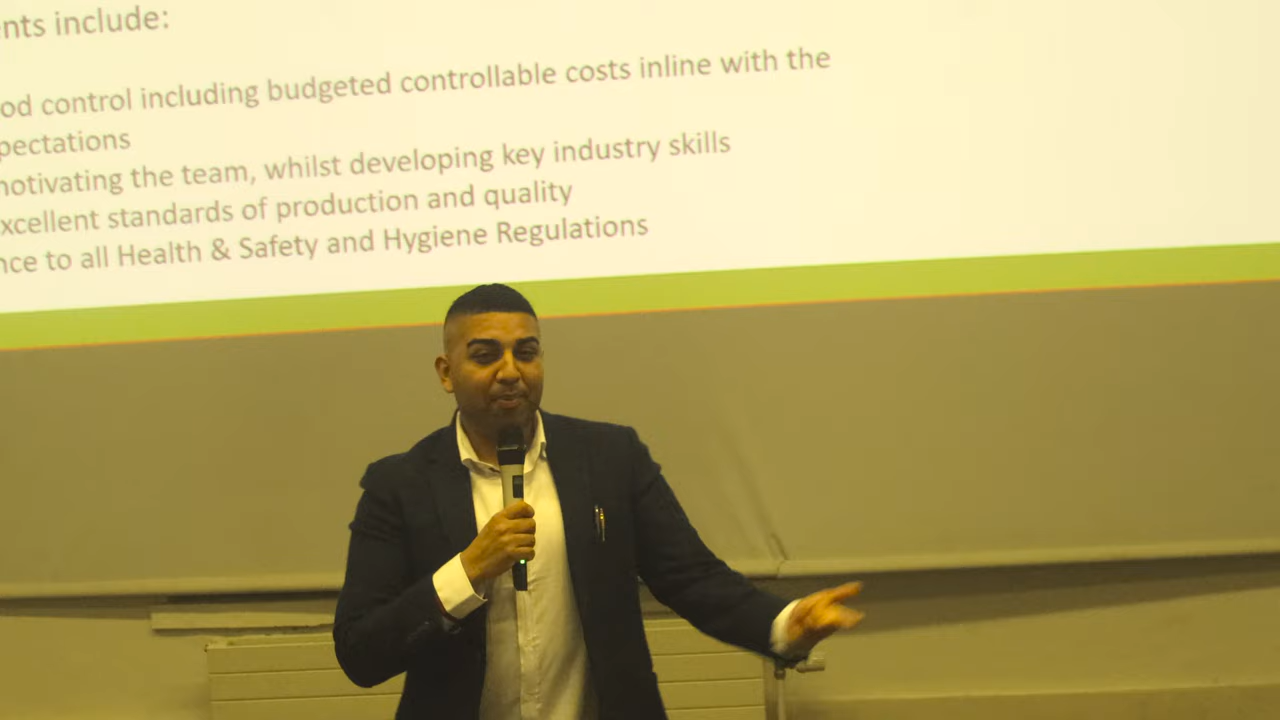 nts include:
od control including budgeted controllable costs inline with the
pectations
otivating the team, whilst developing key industry skills
xcellent standards of production and quality
nce to all Health & Safety and Hygiene Regulations